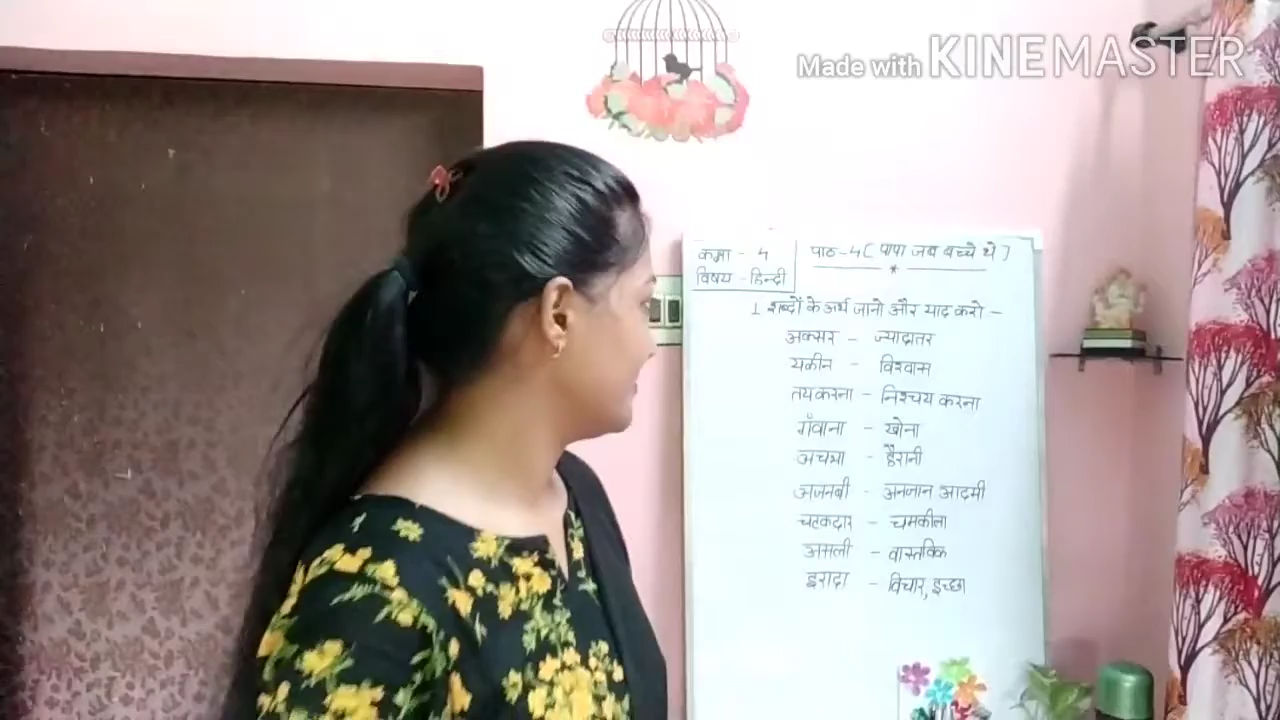 Made with KINEMASTER
कक्षा - 4
विषय - हिन्दी
पाठ-4 ( पापा जब बच्चे थे )
1 शब्दों के अर्थ जानो और याद करो -
अक्सर - ज्यादातर
यकीन - विश्वास
तय करना - निश्चय करना
गँवाना - खोना
अचंभा - हैरानी
अजनबी - अनजान आदमी
चटकदार - चमकीला
असली - वास्तविक
इरादा - विचार, इच्छा